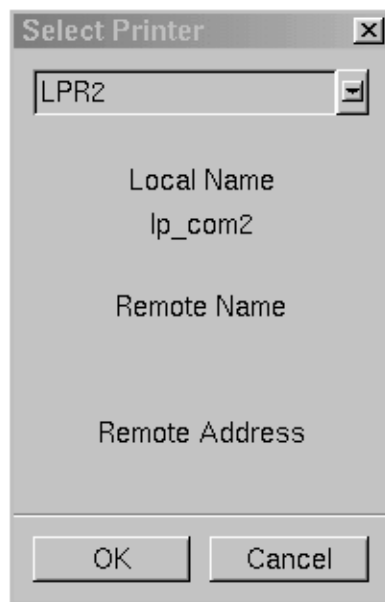 Select Printer
LPR2
Local Name
lp_com2
Remote Name
Remote Address
OK Cancel